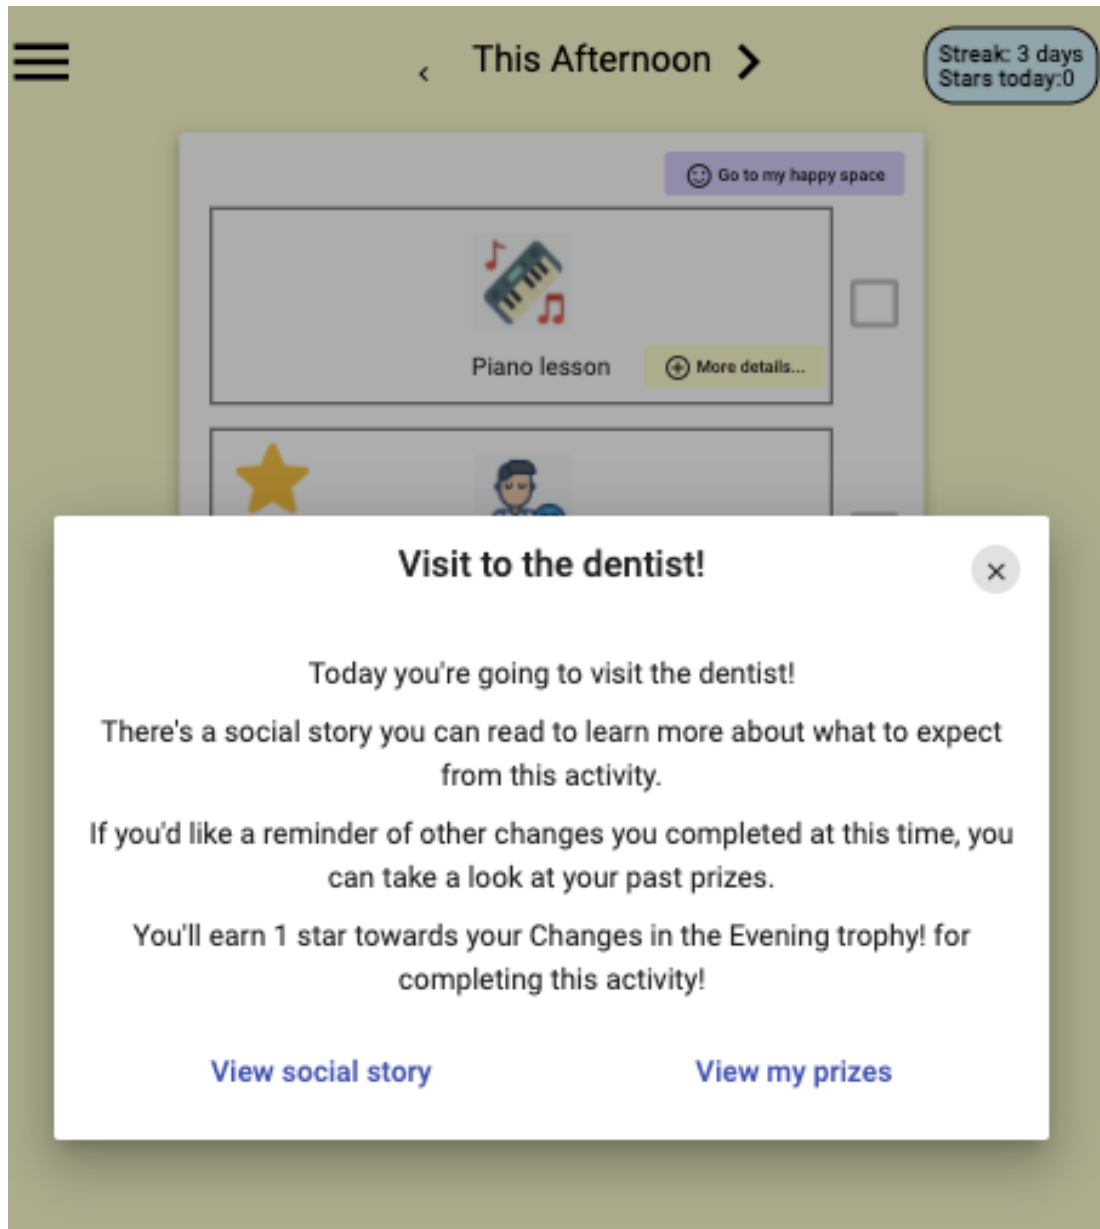 This Afternoon
Streak: 3 days
Stars today:0
Go to my happy space
Piano lesson
More details...
Visit to the dentist!
Today you're going to visit the dentist!
There's a social story you can read to learn more about what to expect
from this activity.
If you'd like a reminder of other changes you completed at this time, you
can take a look at your past prizes.
You'll earn 1 star towards your Changes in the Evening trophy! for
completing this activity!
View social story
View my prizes